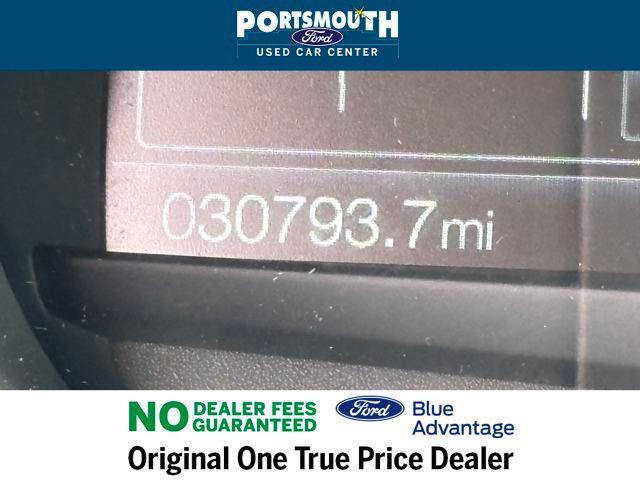 PORTSMOUTH
Ford
USED CAR CENTER
030793.7mi
NO DEALER FEES
GUARANTEED
Ford
Blue
Advantage
Original One True Price Dealer